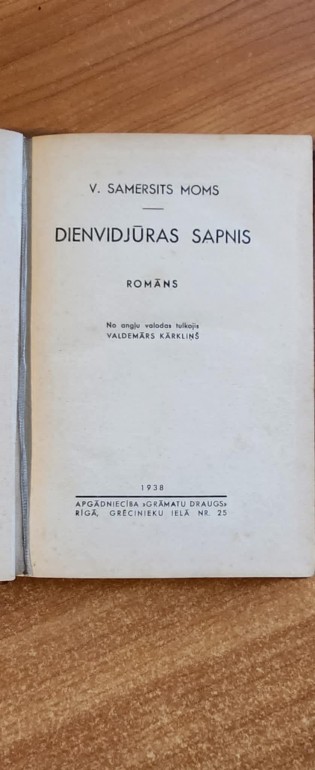 V. SAMERSITS MOMS
DIENVIDJŪRAS SAPNIS
ROMĀNS
No angļu valodas tulkojis
VALDEMĀRS KĀRKLIŅŠ
1938
APGĀDNIECĪBA »GRĀMATU DRAUGS»
RĪGĀ, GRĒCINIEKU IELĀ NR. 25